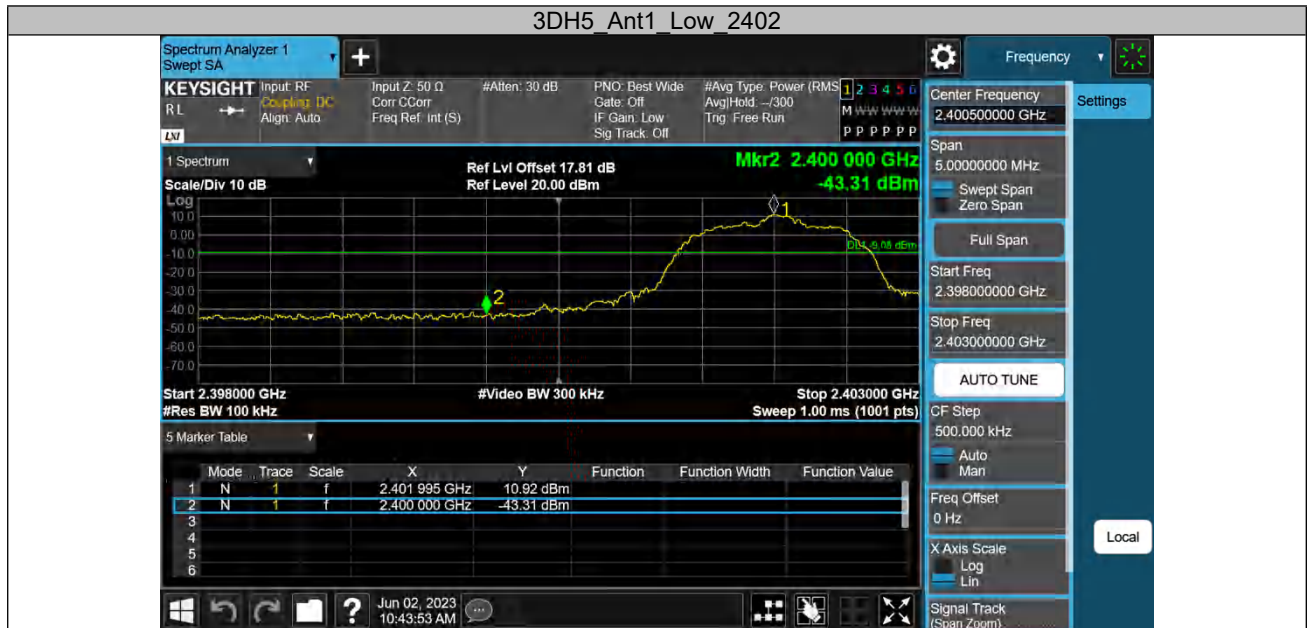 3DH5_Ant1_Low_2402
Spectrum Analyzer 1
Swept SA
Frequency
KEYSIGHT
R L
LXI
Input: RF
Coupling: DC
Align: Auto
Input Z: 50 Ω
Corr CCorr
Freq Ref: Int (S)
#Atten: 30 dB
PNO: Best Wide
Gate: Off
IF Gain: Low
Sig Track: Off
#Avg Type: Power (RMS
Avg|Hold: --/300
Trig: Free Run
1 2 3 4 5 6
M W W W W W
P P P P P P
Center Frequency
2.400500000 GHz
Settings
Span
5.00000000 MHz
Swept Span
Zero Span
Full Span
Start Freq
2.398000000 GHz
Stop Freq
2.403000000 GHz
AUTO TUNE
CF Step
500.000 kHz
Auto
Man
Freq Offset
0 Hz
X Axis Scale
Log
Lin
Signal Track
(Span Zoom)
Local
1 Spectrum
Scale/Div 10 dB
Ref Lvl Offset 17.81 dB
Ref Level 20.00 dBm
Mkr2 2.400 000 GHz
-43.31 dBm
Log
10.0
0.00
-10.0
-20.0
-30.0
-40.0
-50.0
-60.0
-70.0
1
2
DL1 -9.08 dBm
Start 2.398000 GHz
#Res BW 100 kHz
#Video BW 300 kHz
Stop 2.403000 GHz
Sweep 1.00 ms (1001 pts)
5 Marker Table
Mode Trace Scale X Y Function Function Width Function Value
1 N 1 f 2.401 995 GHz 10.92 dBm
2 N 1 f 2.400 000 GHz -43.31 dBm
3
4
5
6
?
Jun 02, 2023
10:43:53 AM